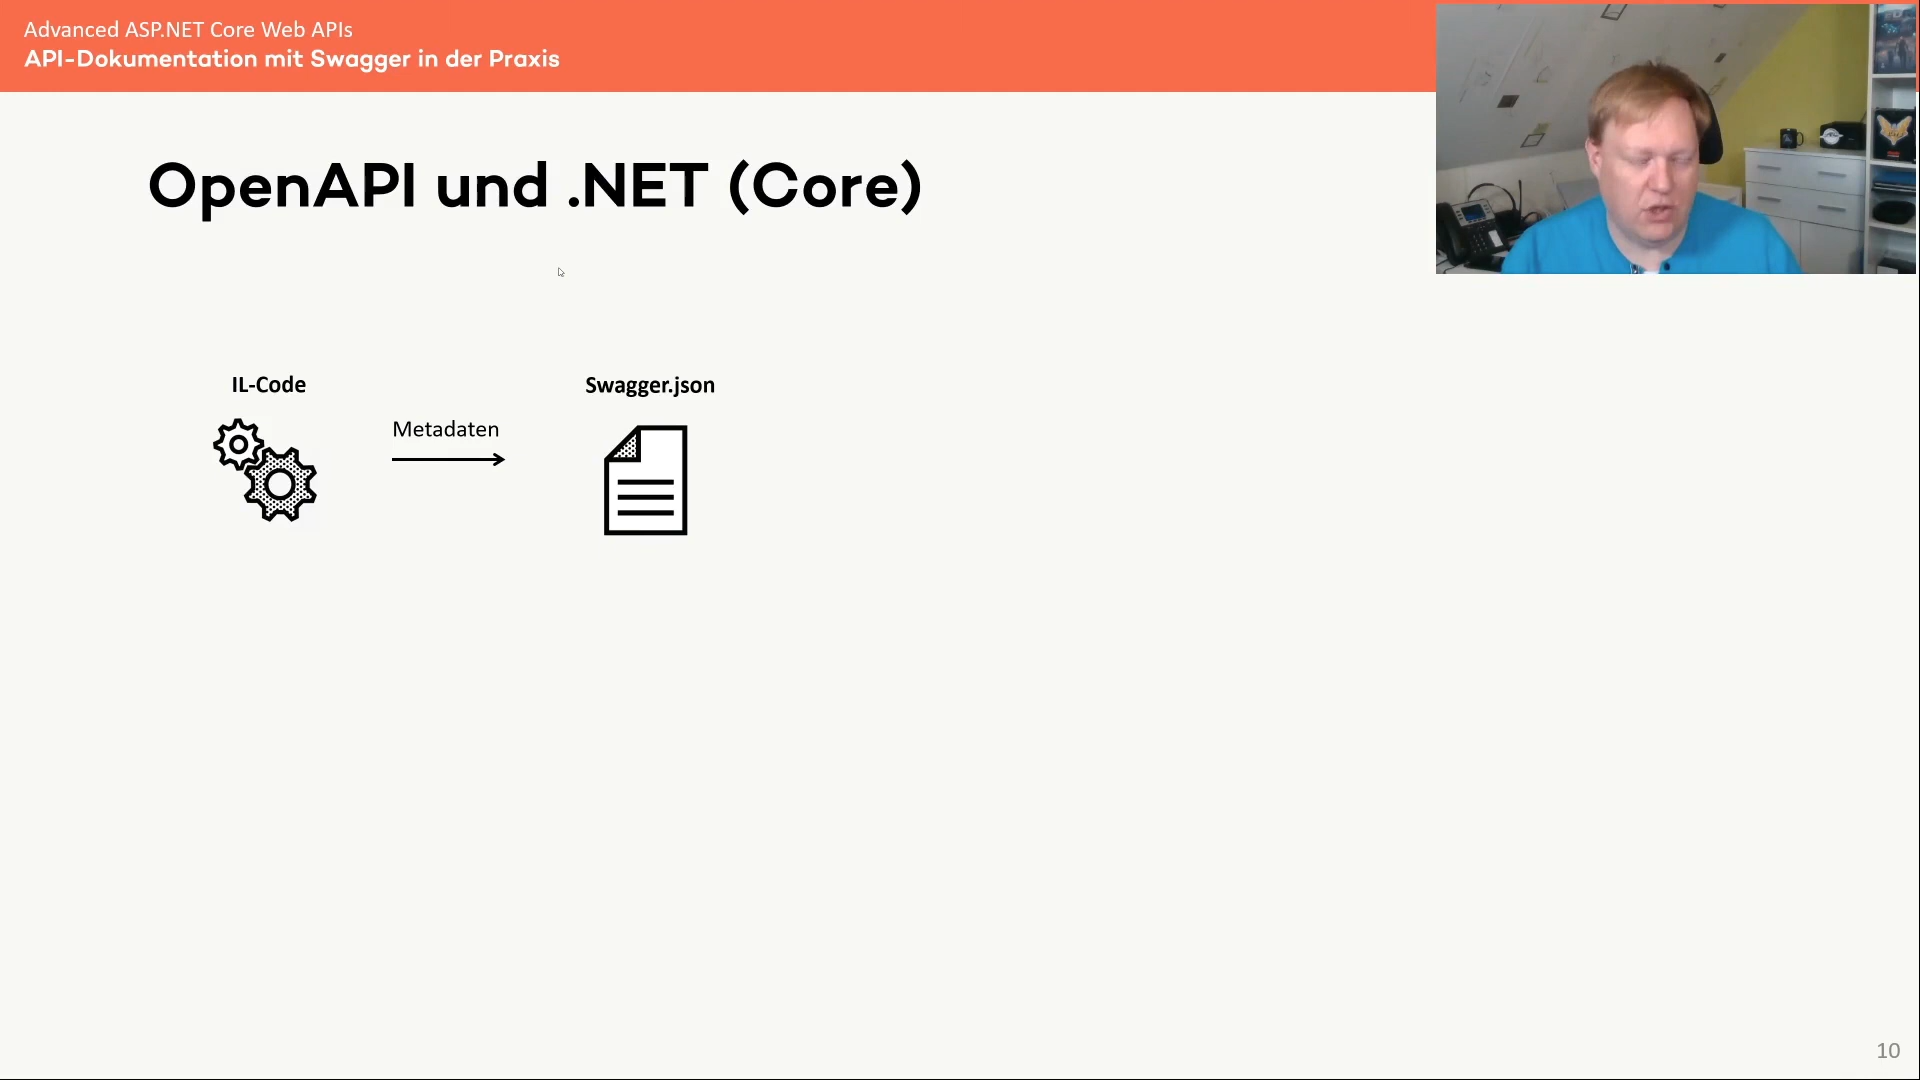 Advanced ASP.NET Core Web APIs
API-Dokumentation mit Swagger in der Praxis
OpenAPI und .NET (Core)
IL-Code
Metadaten
Swagger.json
10